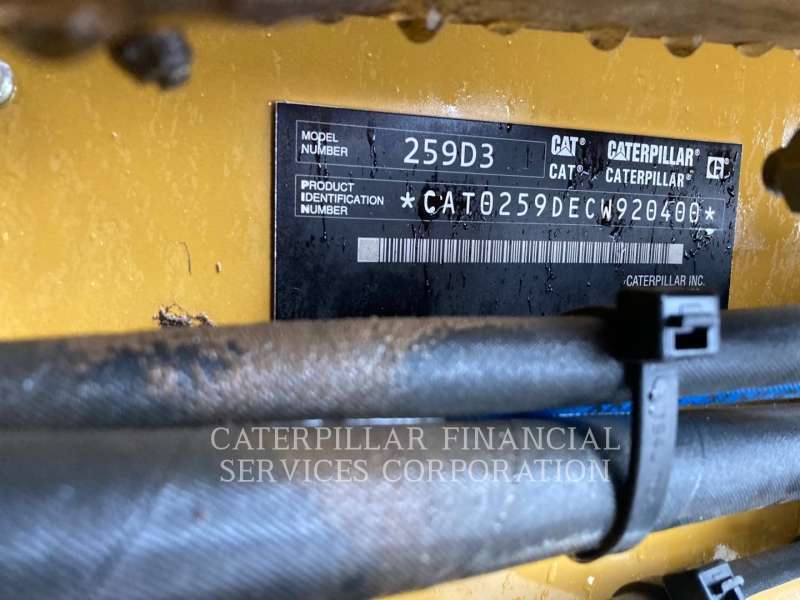 MODEL NUMBER 259D3 CAT® CATERPILLAR®
CAT® CATERPILLAR®
PRODUCT IDENTIFICATION NUMBER *CAT0259DECW920400*
CATERPILLAR INC.
CATERPILLAR FINANCIAL
SERVICES CORPORATION